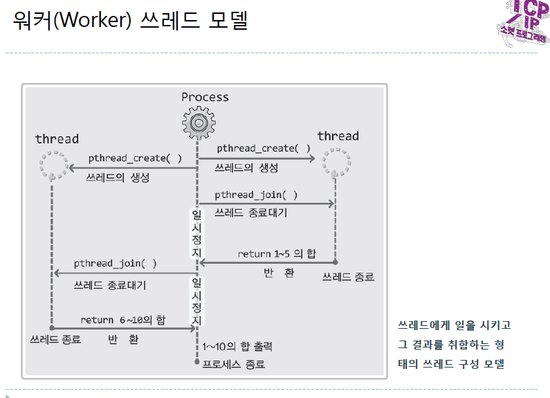 워커(Worker) 쓰레드 모델
TCP
/IP
소켓 프로그래밍
Process
thread
thread
pthread_create( )
쓰레드의 생성
pthread_create( )
쓰레드의 생성
pthread_join( )
쓰레드 종료대기
일시정지
return 1~5 의 합
반 환
쓰레드 종료
pthread_join( )
쓰레드 종료대기
일시정지
return 6~10의 합
반 환
쓰레드 종료
1~10의 합 출력
프로세스 종료
쓰레드에게 일을 시키고
그 결과를 취합하는 형
태의 쓰레드 구성 모델